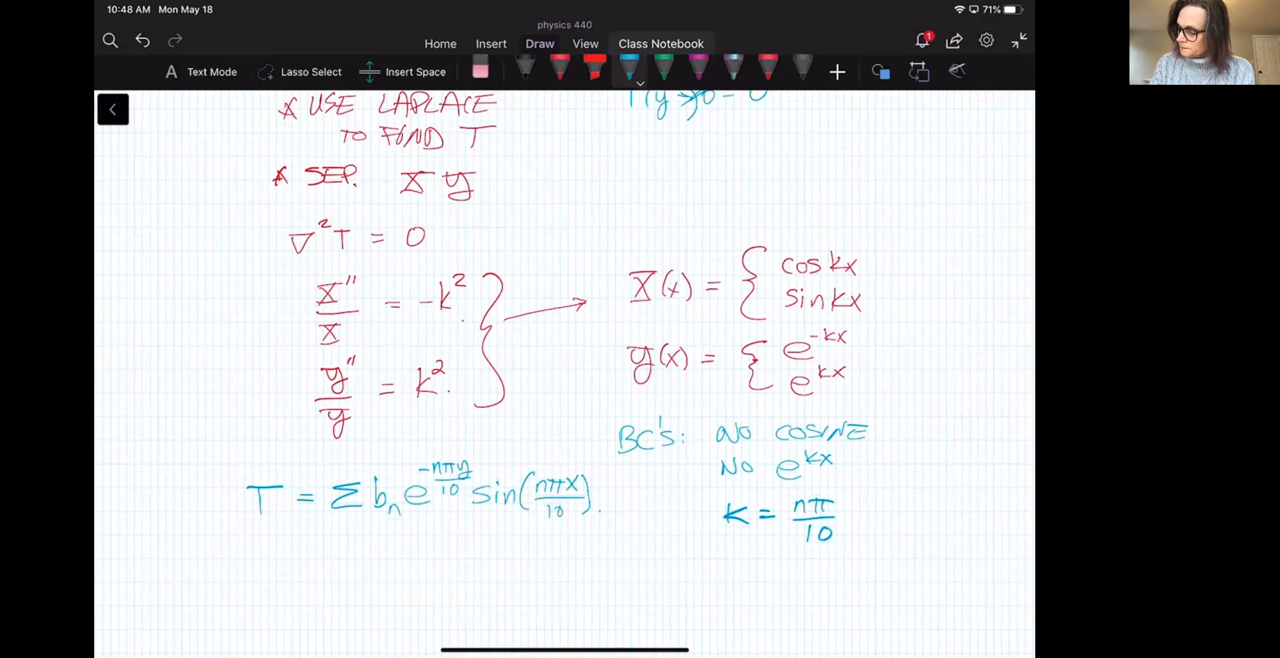 10:48 AM Mon May 18
71%
physics 440
Home Insert Draw View Class Notebook
1
Text Mode Lasso Select Insert Space
* USE LAPLACE
TO FIND T
* SEP. X Y
∇²T = 0
X''/X = -k²
y''/y = k²
X(x) = { cos kx
sin kx
y(x) = { e^-kx
e^kx
BC's: NO COSINE
NO e^kx
K = nπ/10
T = Σ bₙ e^(-nπy/10) sin(nπx/10).